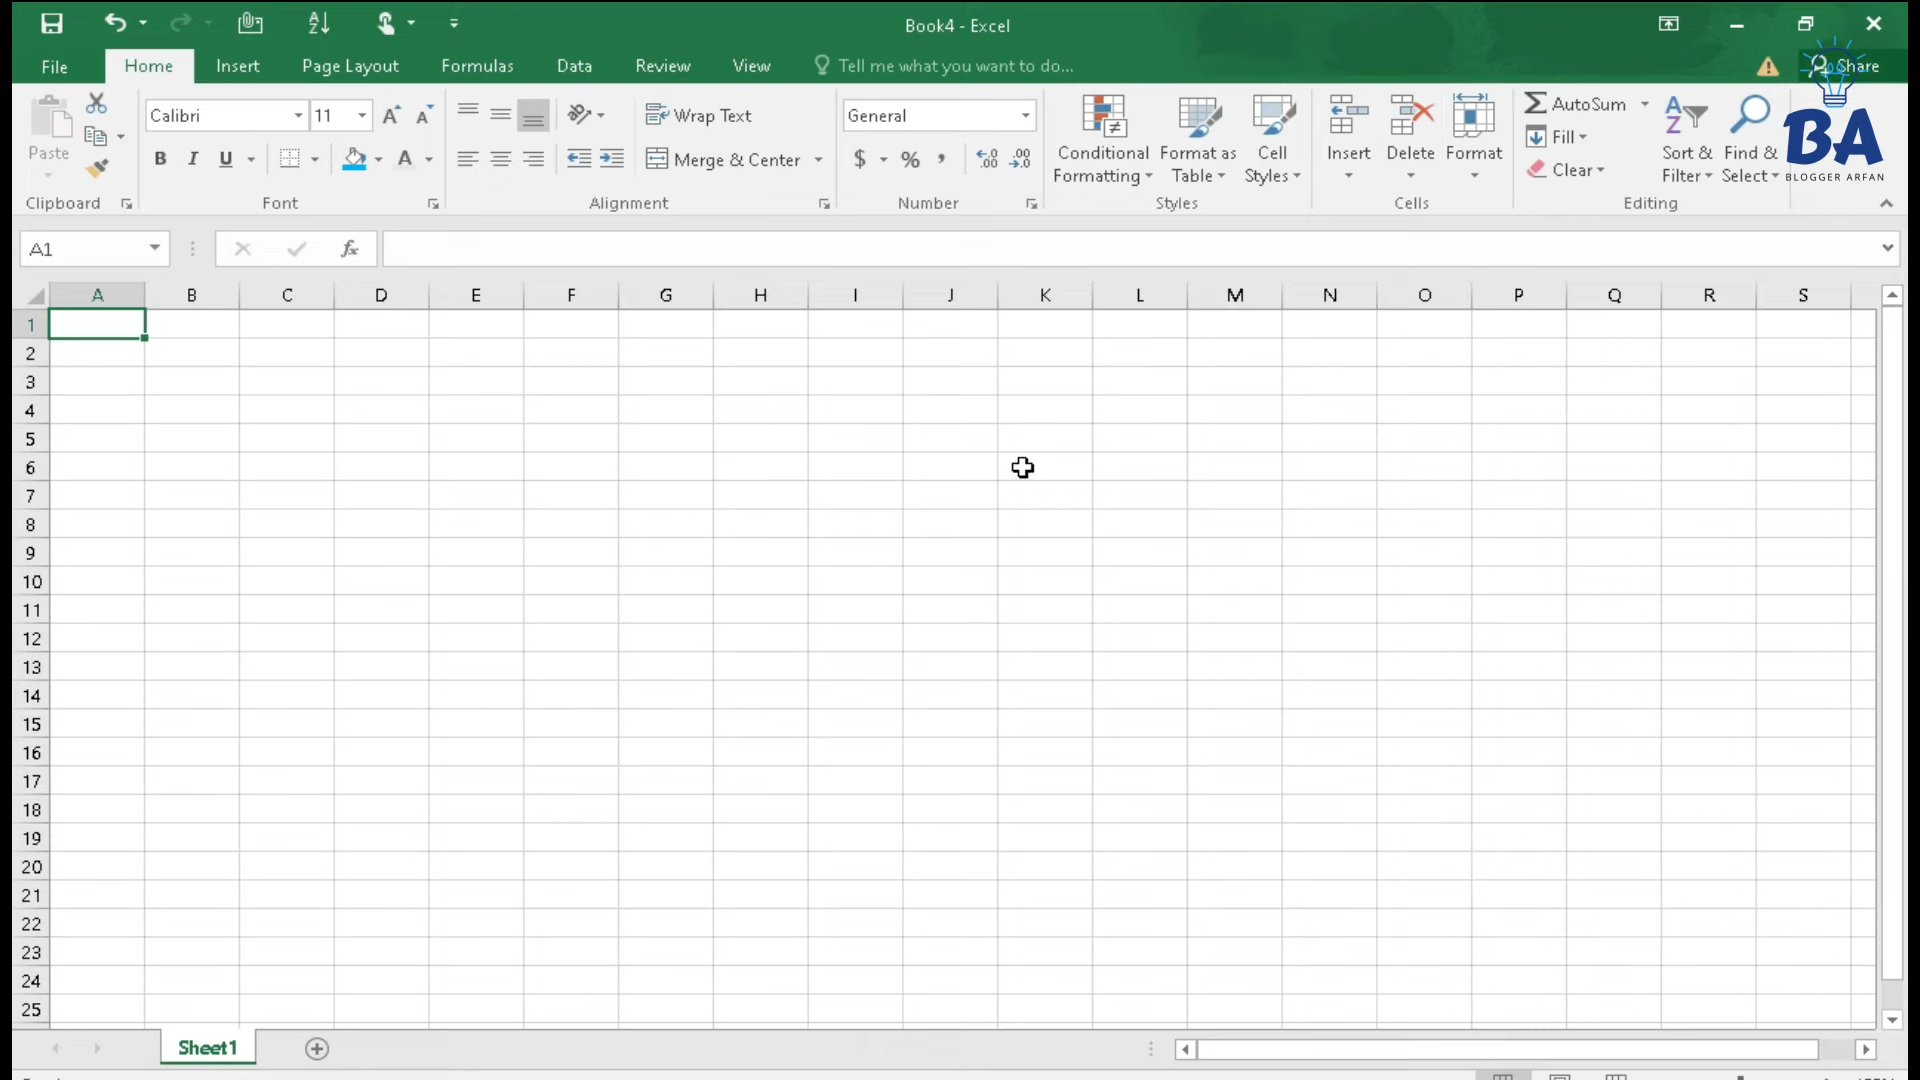 Book4 - Excel
File Home Insert Page Layout Formulas Data Review View Tell me what you want to do... Share
Paste
Clipboard
Calibri 11
B I U A
Font
Wrap Text
Merge & Center
Alignment
General
$ % ,
Number
Conditional Formatting
Format as Table
Cell Styles
Styles
Insert Delete Format
Cells
AutoSum
Fill
Clear
Sort & Filter
Find & Select
Editing
BA
BLOGGER ARFAN
A1 fx
A B C D E F G H I J K L M N O P Q R S
1
2
3
4
5
6
7
8
9
10
11
12
13
14
15
16
17
18
19
20
21
22
23
24
25
Sheet1